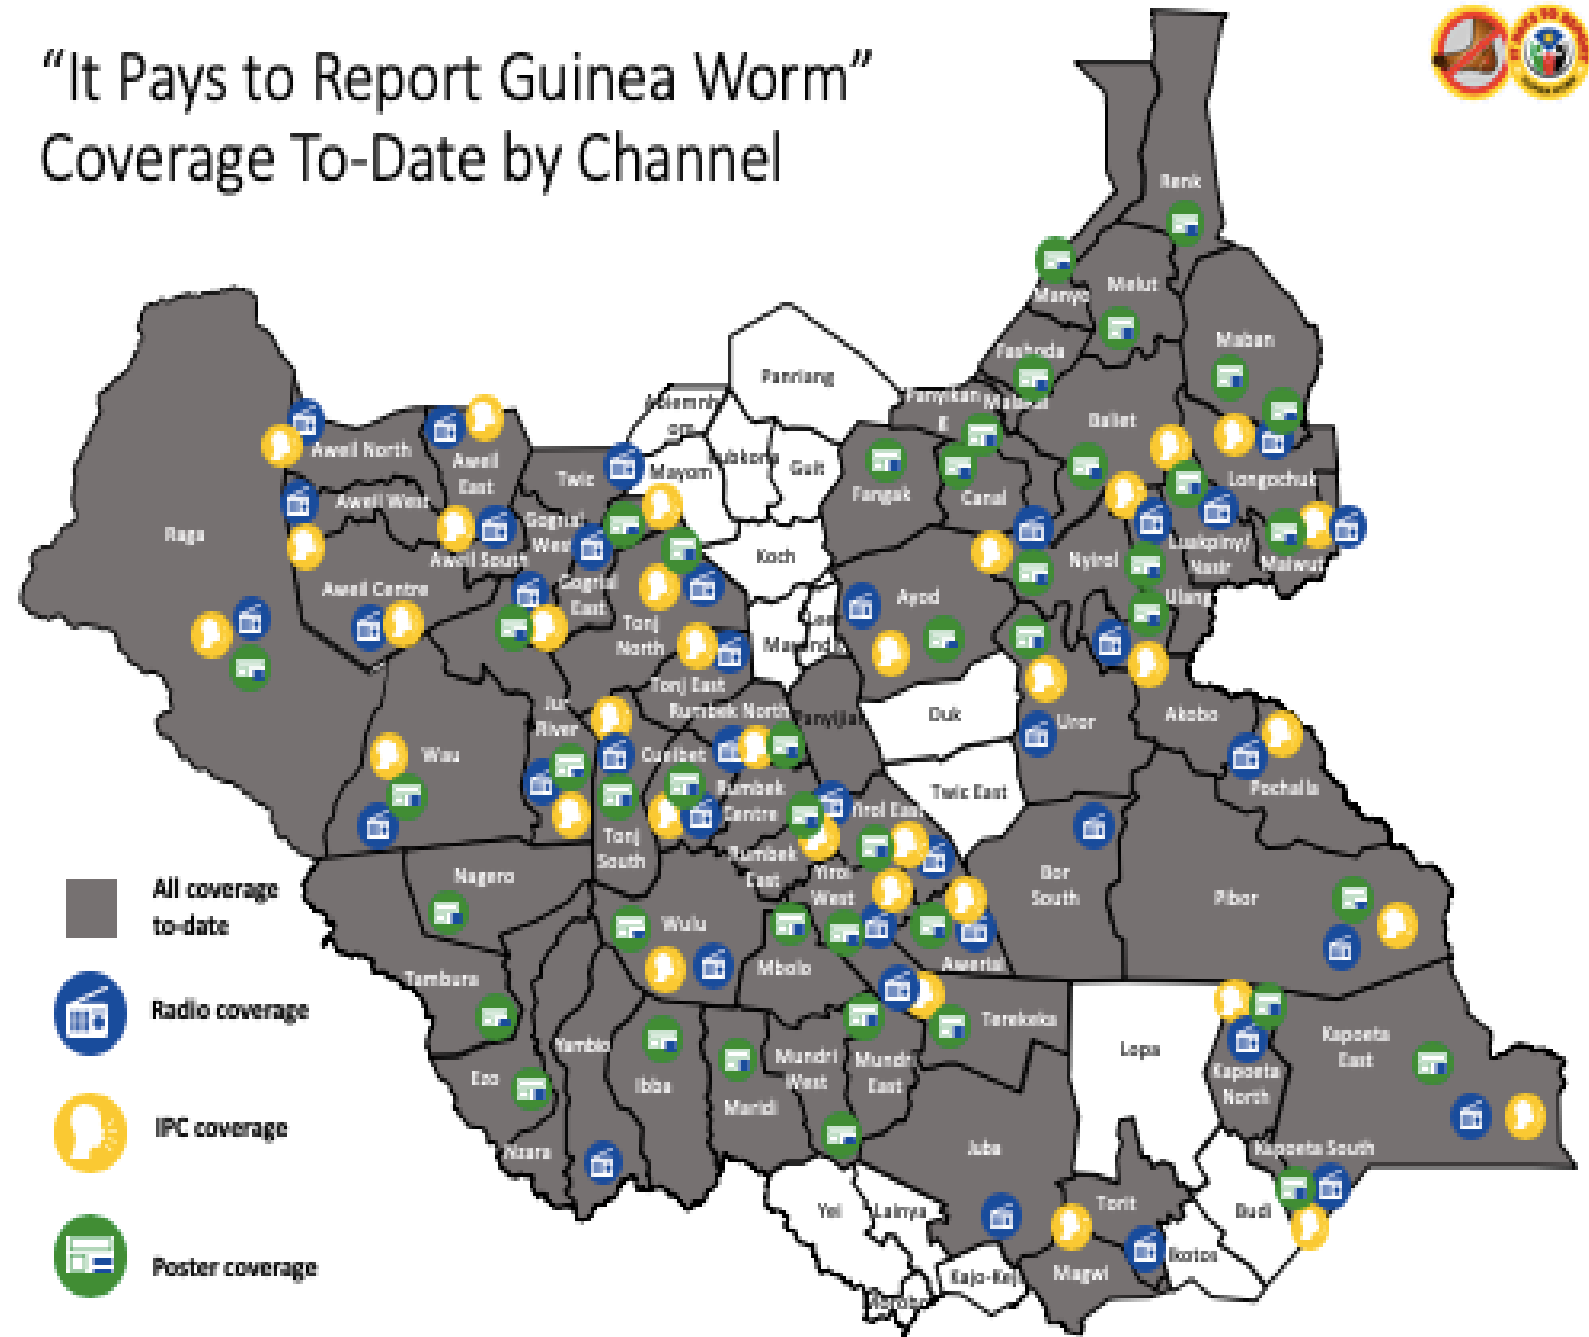 “It Pays to Report Guinea Worm”
Coverage To-Date by Channel
Renk
Manyo
Melut
Maban
Fashoda
Panriang
Baliet
Aweil North
Aweil
East
Twic
Mayom
Guit
Fangak
Canal
Longochuk
Aweil West
Raga
Gogrial
West
Aweil South
Koch
Nyirol
Luakpiny/
Nasir
Maiwut
Aweil Centre
Gogrial
East
Ayod
Ulang
Tonj
North
Tonj East
Rumbek North
Panyijiar
Duk
Uror
Akobo
Jur
River
Wau
Cueibet
Rumbek
Centre
Twic East
Pochalla
Yirol East
Tonj
South
Rumbek
East
Yirol
West
Bor
South
Pibor
Nagero
Wulu
Mbolo
Awerial
Tambura
Terekeka
Lopa
Kapoeta
East
Yambio
Ezo
Ibba
Maridi
Mundri
West
Mundri
East
Kapoeta
North
Nzara
Juba
Kapoeta South
Yei
Lainya
Torit
Budi
Ikotos
Kajo-Keji
Magwi
Morobo
All coverage
to-date
Radio coverage
IPC coverage
Poster coverage